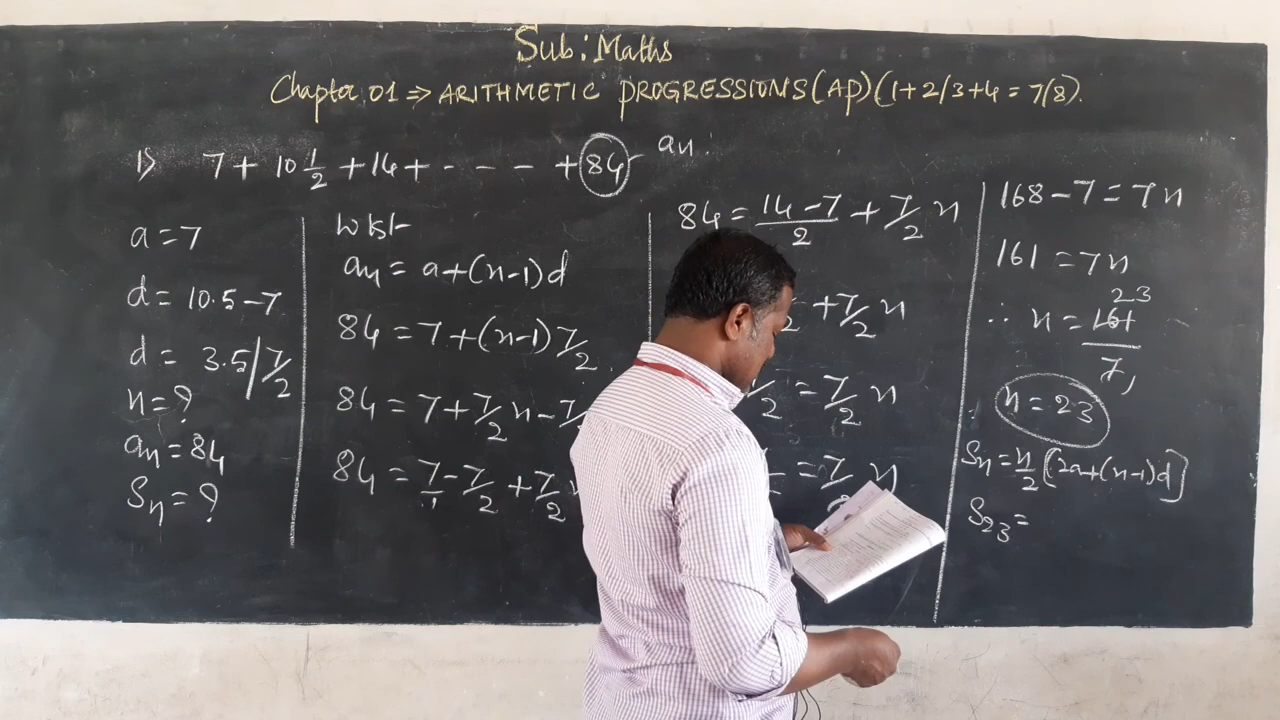 Sub: Maths
Chapter 01 ⇒ ARITHMETIC PROGRESSIONS (AP) (1+2/3+4 = 7/8).
1) 7 + 10 1/2 + 14 + - - - - + 84 an.
a = 7
d = 10.5 - 7
d = 3.5 / 7/2
n = ?
an = 84
Sn = ?
W.K.T
an = a + (n-1)d
84 = 7 + (n-1) 7/2
84 = 7 + 7/2 n - 7/
84 = 7/1 - 7/2 + 7/2
84 = 14 - 7/2 + 7/2 n
+ 7/2 n
/2 = 7/2 n
= 7/2 n
168 - 7 = 7n
161 = 7n
∴ n = 161/7 23
n = 23
Sn = n/2 [2a + (n-1)d]
S23 =